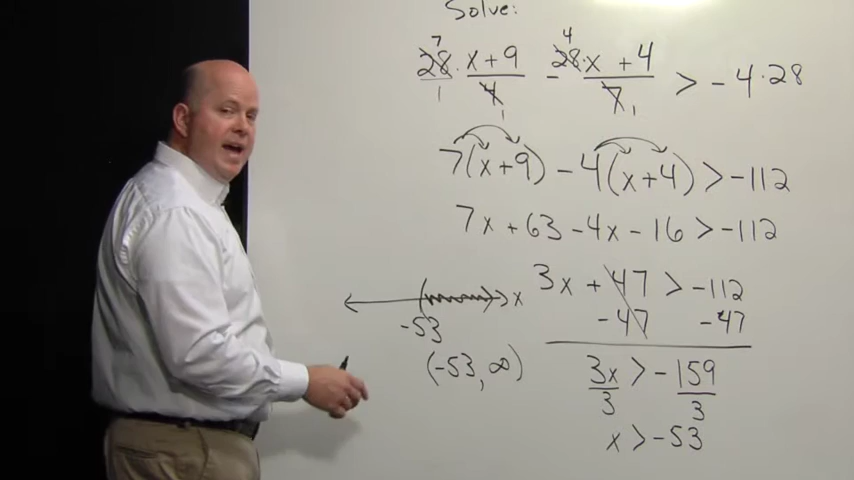 Solve:
7 4
28/1 · x+9/4 1 - 28 · x+4/7 1 > -4·28
7(x+9) - 4(x+4) > -112
7x + 63 - 4x - 16 > -112
3x + 47 > -112
-47 -47
3x/3 > -159/3
x > -53
x
-53
(-53, ∞)